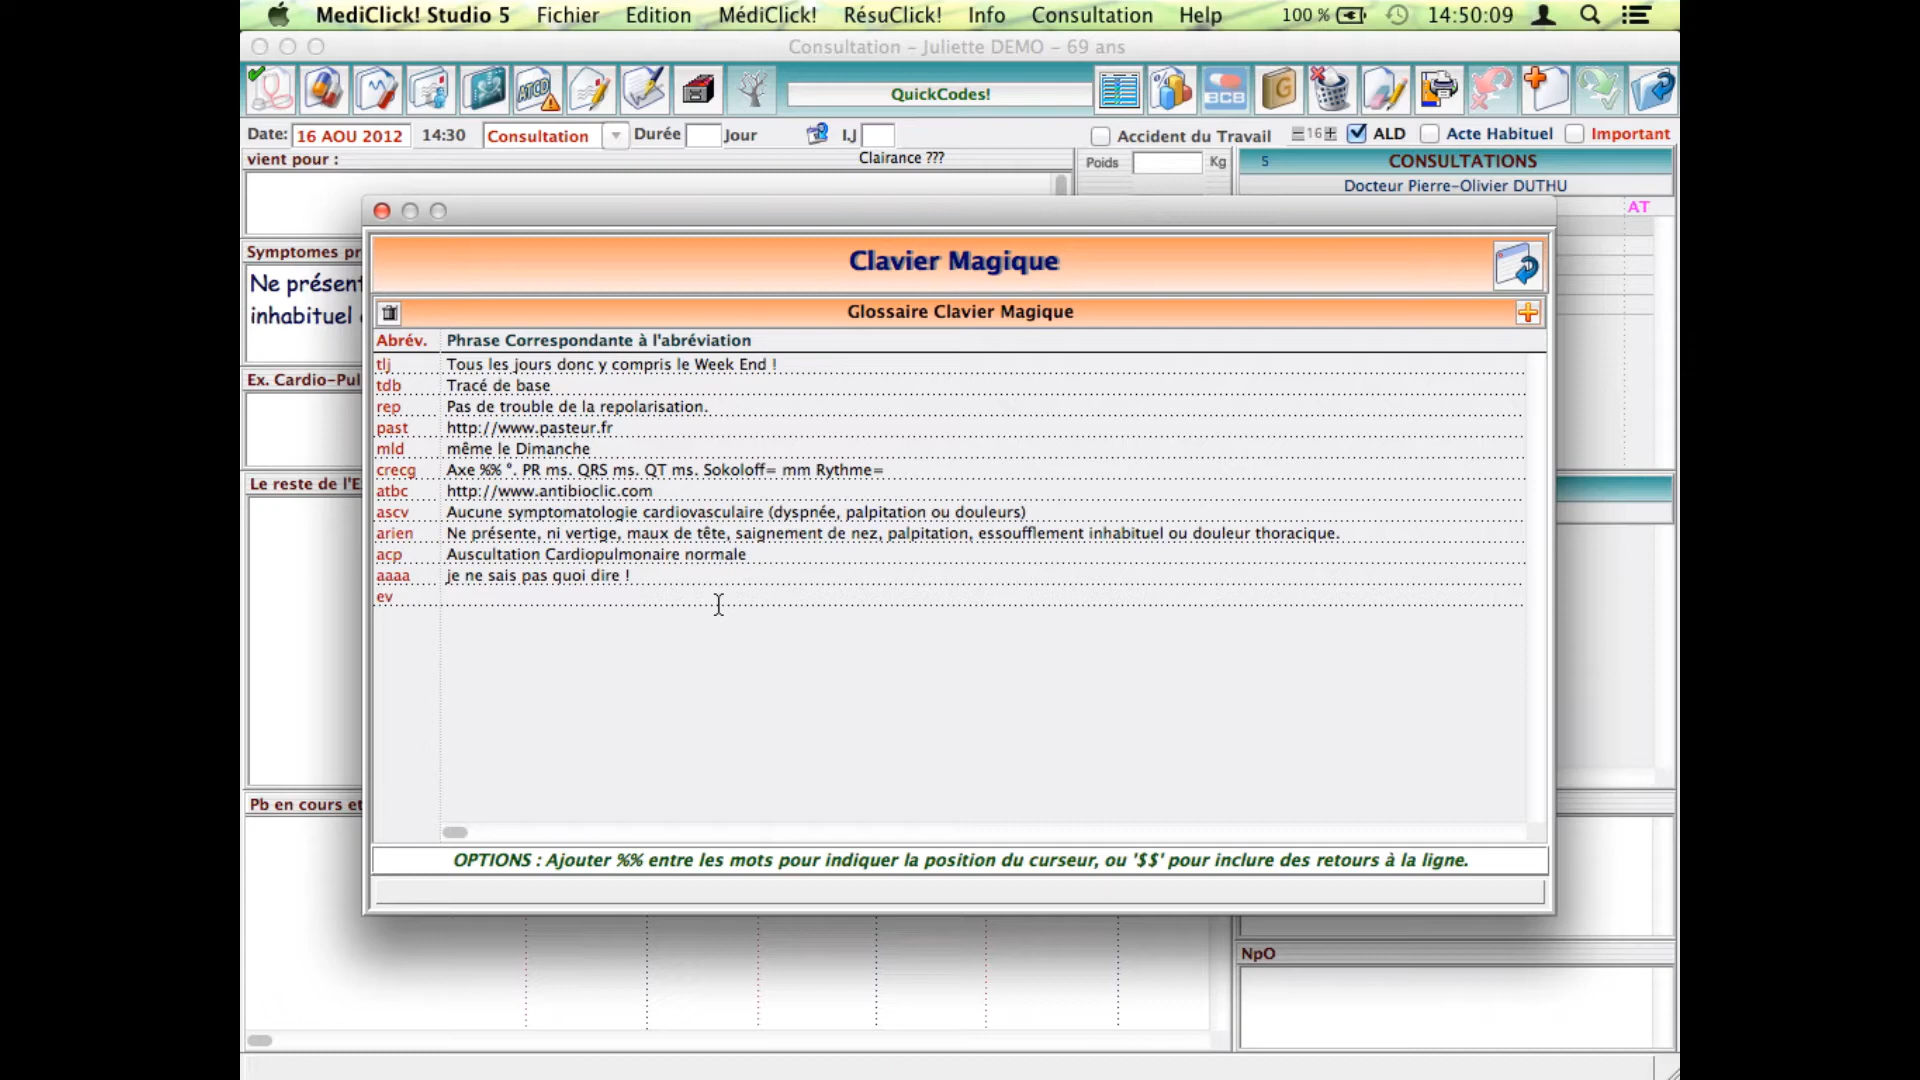 MediClick! Studio 5 Fichier Edition MédiClick! RésuClick! Info Consultation Help 100 % 14:50:09
Consultation – Juliette DEMO – 69 ans
ATCD QuickCodes! BCB G
Date: 16 AOU 2012 14:30 Consultation Durée Jour I.J Accident du Travail 16 ALD Acte Habituel Important
vient pour : Clairance ??? Poids Kg 5 CONSULTATIONS
Docteur Pierre-Olivier DUTHU
AT
Symptomes pr
Ne présent
inhabituel
Ex. Cardio-Pul
Le reste de l'E
Pb en cours et
Clavier Magique
Glossaire Clavier Magique
Abrév. Phrase Correspondante à l'abréviation
tlj Tous les jours donc y compris le Week End !
tdb Tracé de base
rep Pas de trouble de la repolarisation.
past http://www.pasteur.fr
mld même le Dimanche
crecg Axe %% °. PR ms. QRS ms. QT ms. Sokoloff= mm Rythme=
atbc http://www.antibioclic.com
ascv Aucune symptomatologie cardiovasculaire (dyspnée, palpitation ou douleurs)
arien Ne présente, ni vertige, maux de tête, saignement de nez, palpitation, essoufflement inhabituel ou douleur thoracique.
acp Auscultation Cardiopulmonaire normale
aaaa je ne sais pas quoi dire !
ev
OPTIONS : Ajouter %% entre les mots pour indiquer la position du curseur, ou '$$' pour inclure des retours à la ligne.
NpO